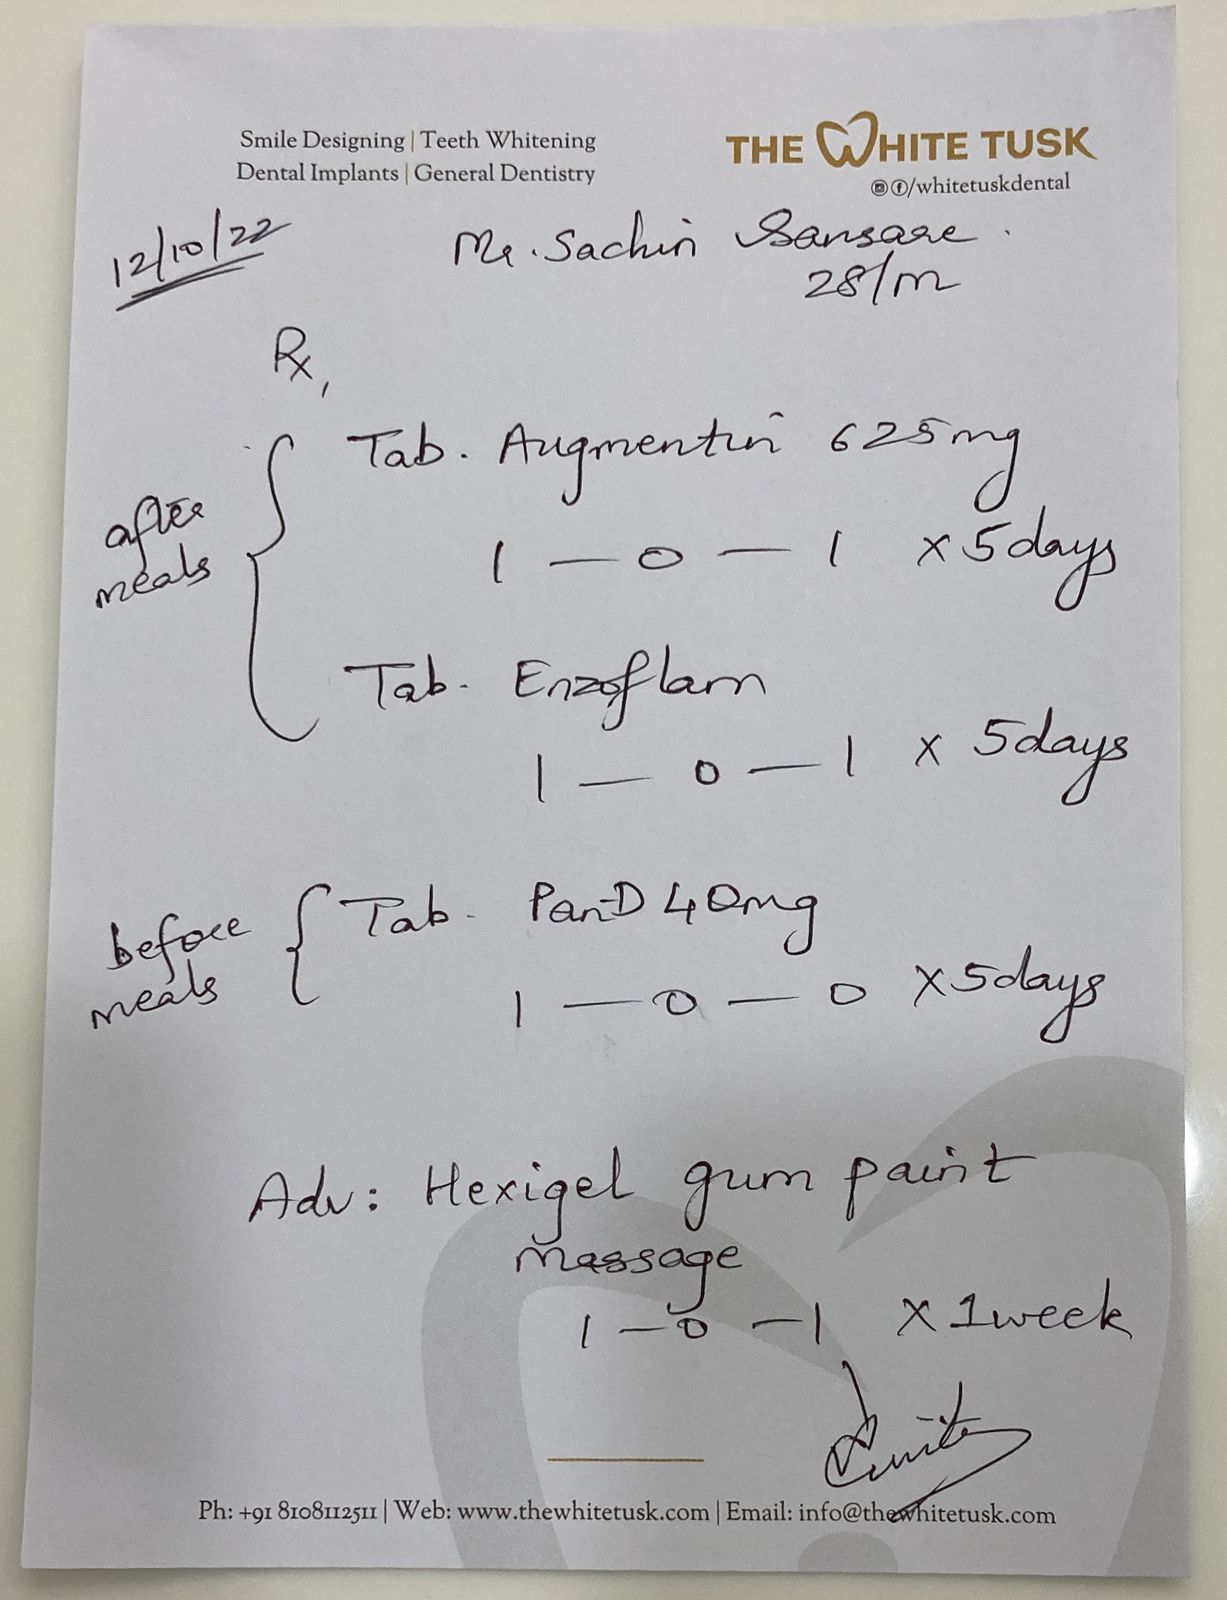 Smile Designing | Teeth Whitening
Dental Implants | General Dentistry
THE WHITE TUSK
/whitetuskdental
12/10/22
Mr. Sachin Sansare.
28/m
Rx,
after
meals
Tab. Augmentin 625mg
1 — 0 — 1 x 5days
Tab. Enzoflam
1 — 0 — 1 x 5days
before
meals
Tab. Pan-D 40mg
1 — 0 — 0 x 5days
Adv: Hexigel gum paint
massage
1 — 0 — 1 x 1week
Ph: +91 8108112511 | Web: www.thewhitetusk.com | Email: info@thewhitetusk.com